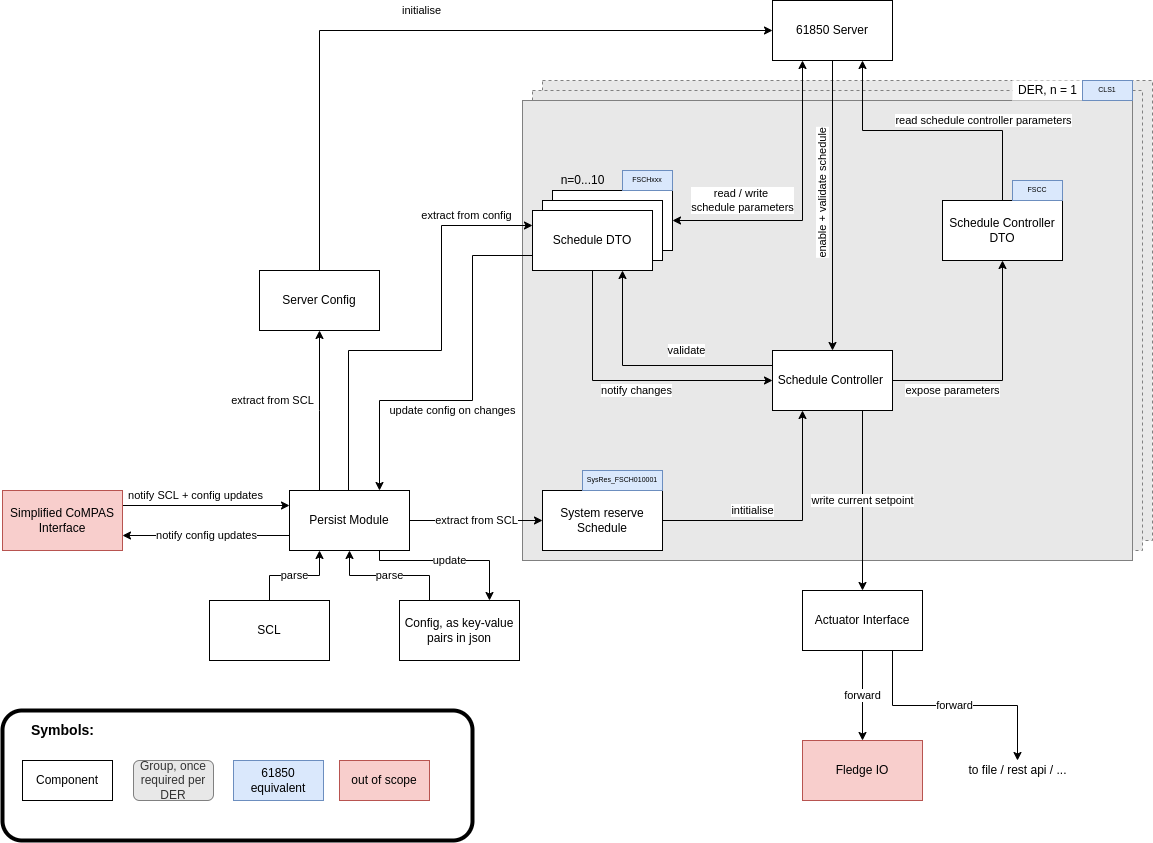 initialise
61850 Server
DER, n = 1
CLS1
read schedule controller parameters
enable + validate schedule
n=0...10
FSCHxxx
FSCC
read / write
schedule parameters
extract from config
Schedule DTO
Schedule Controller
DTO
Server Config
validate
notify changes
Schedule Controller
expose parameters
extract from SCL
update config on changes
SysRes_FSCH010001
notify SCL + config updates
Simplified CoMPAS
Interface
Persist Module
extract from SCL
System reserve
Schedule
intitialise
write current setpoint
notify config updates
update
parse
parse
SCL
Config, as key-value
pairs in json
Actuator Interface
forward
forward
Fledge IO
to file / rest api / ...
Symbols:
Component
Group, once
required per
DER
61850
equivalent
out of scope